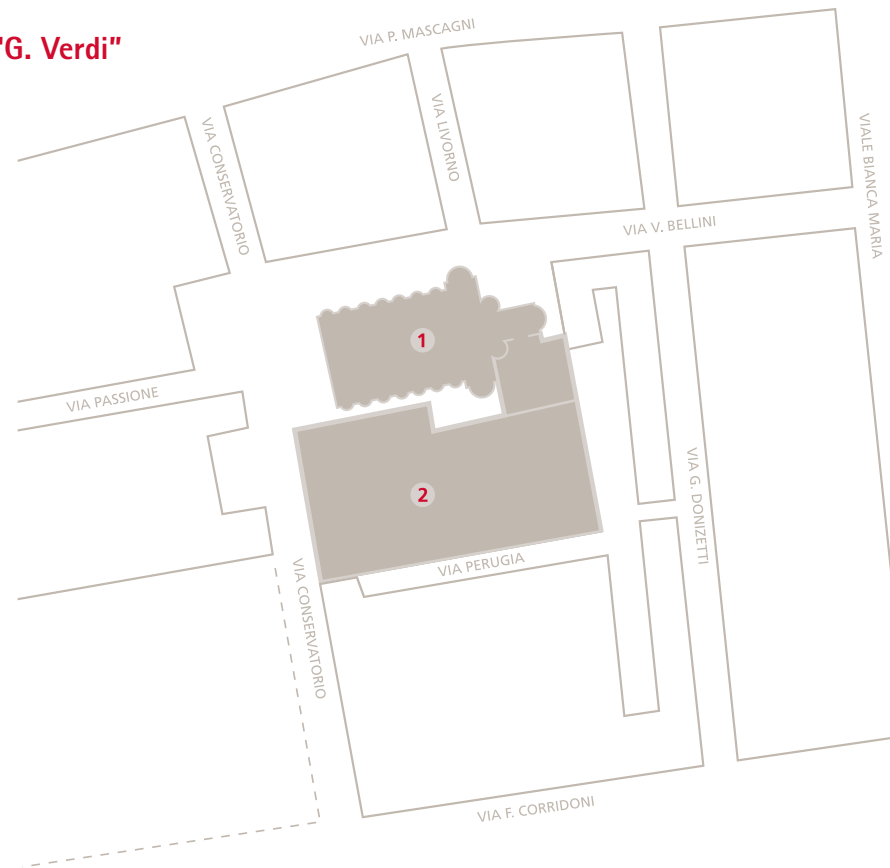 "G. Verdi"
VIA P. MASCAGNI
VIA CONSERVATORIO
VIA LIVORNO
VIALE BIANCA MARIA
VIA V. BELLINI
1
VIA PASSIONE
2
VIA G. DONIZETTI
VIA PERUGIA
VIA CONSERVATORIO
VIA F. CORRIDONI